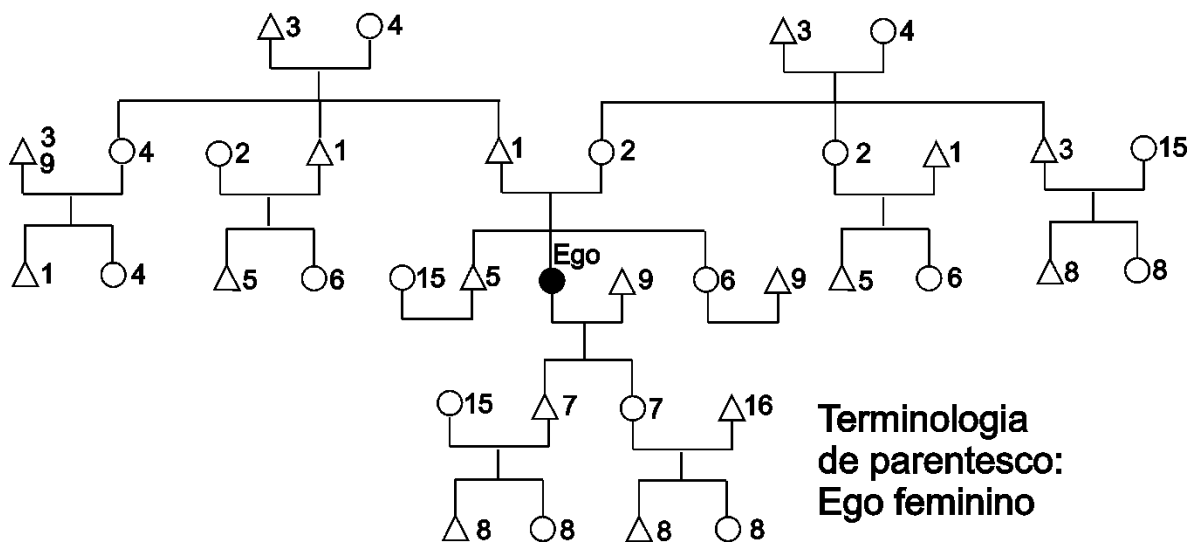 3 4 3 4
3
9 4 2 1 1 2 2 1 3 15
Ego
1 4 5 6 15 5 9 6 9 5 6 8 8
15 7 7 16
Terminologia
de parentesco:
Ego feminino
8 8 8 8